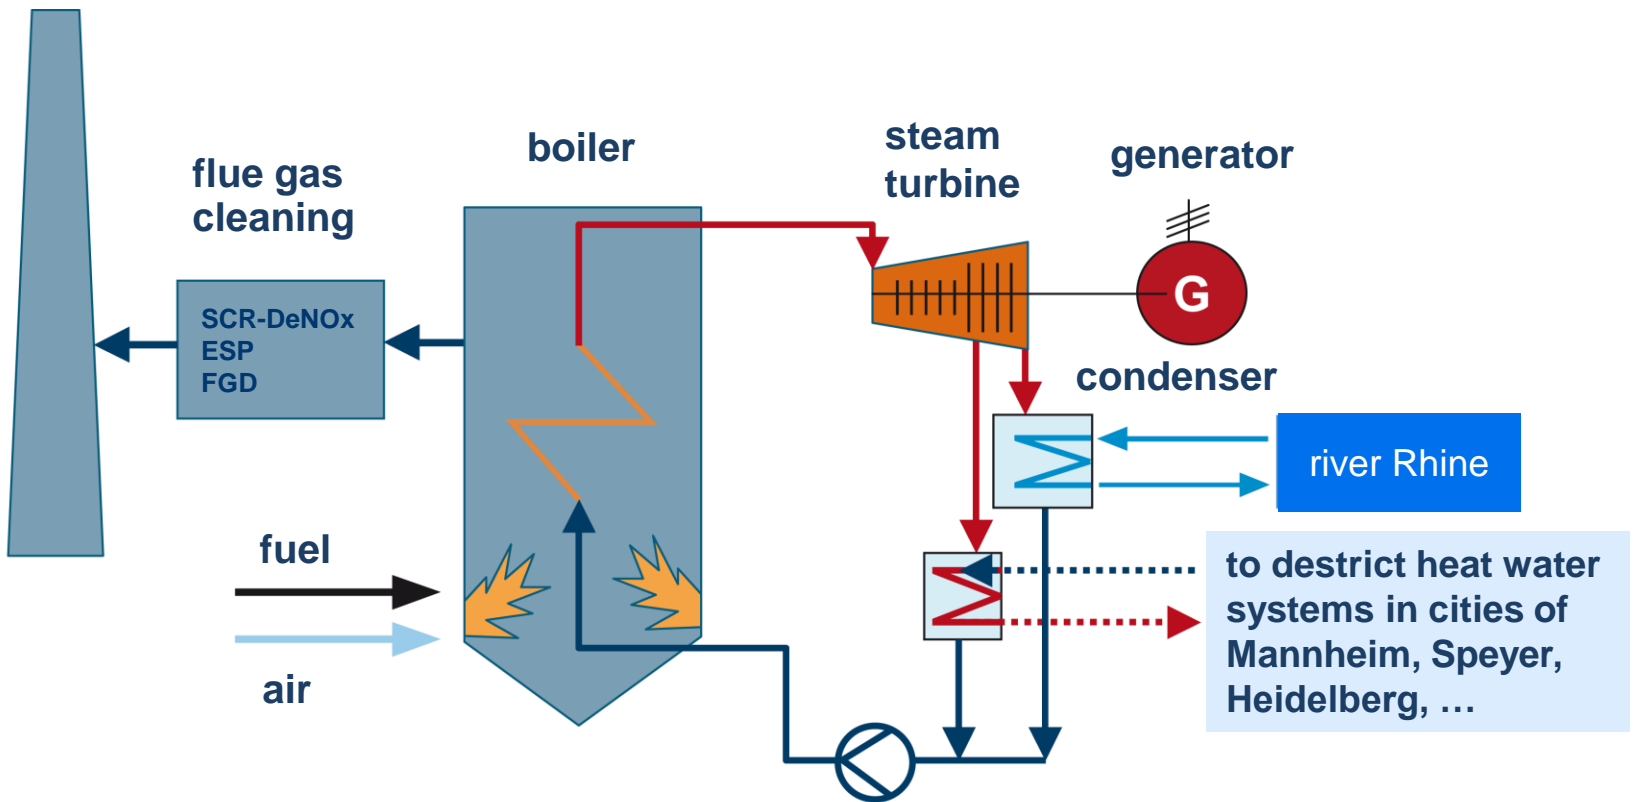 flue gas
cleaning
boiler
steam
turbine
generator
SCR-DeNOx
ESP
FGD
G
condenser
river Rhine
fuel
air
to destrict heat water
systems in cities of
Mannheim, Speyer,
Heidelberg, …